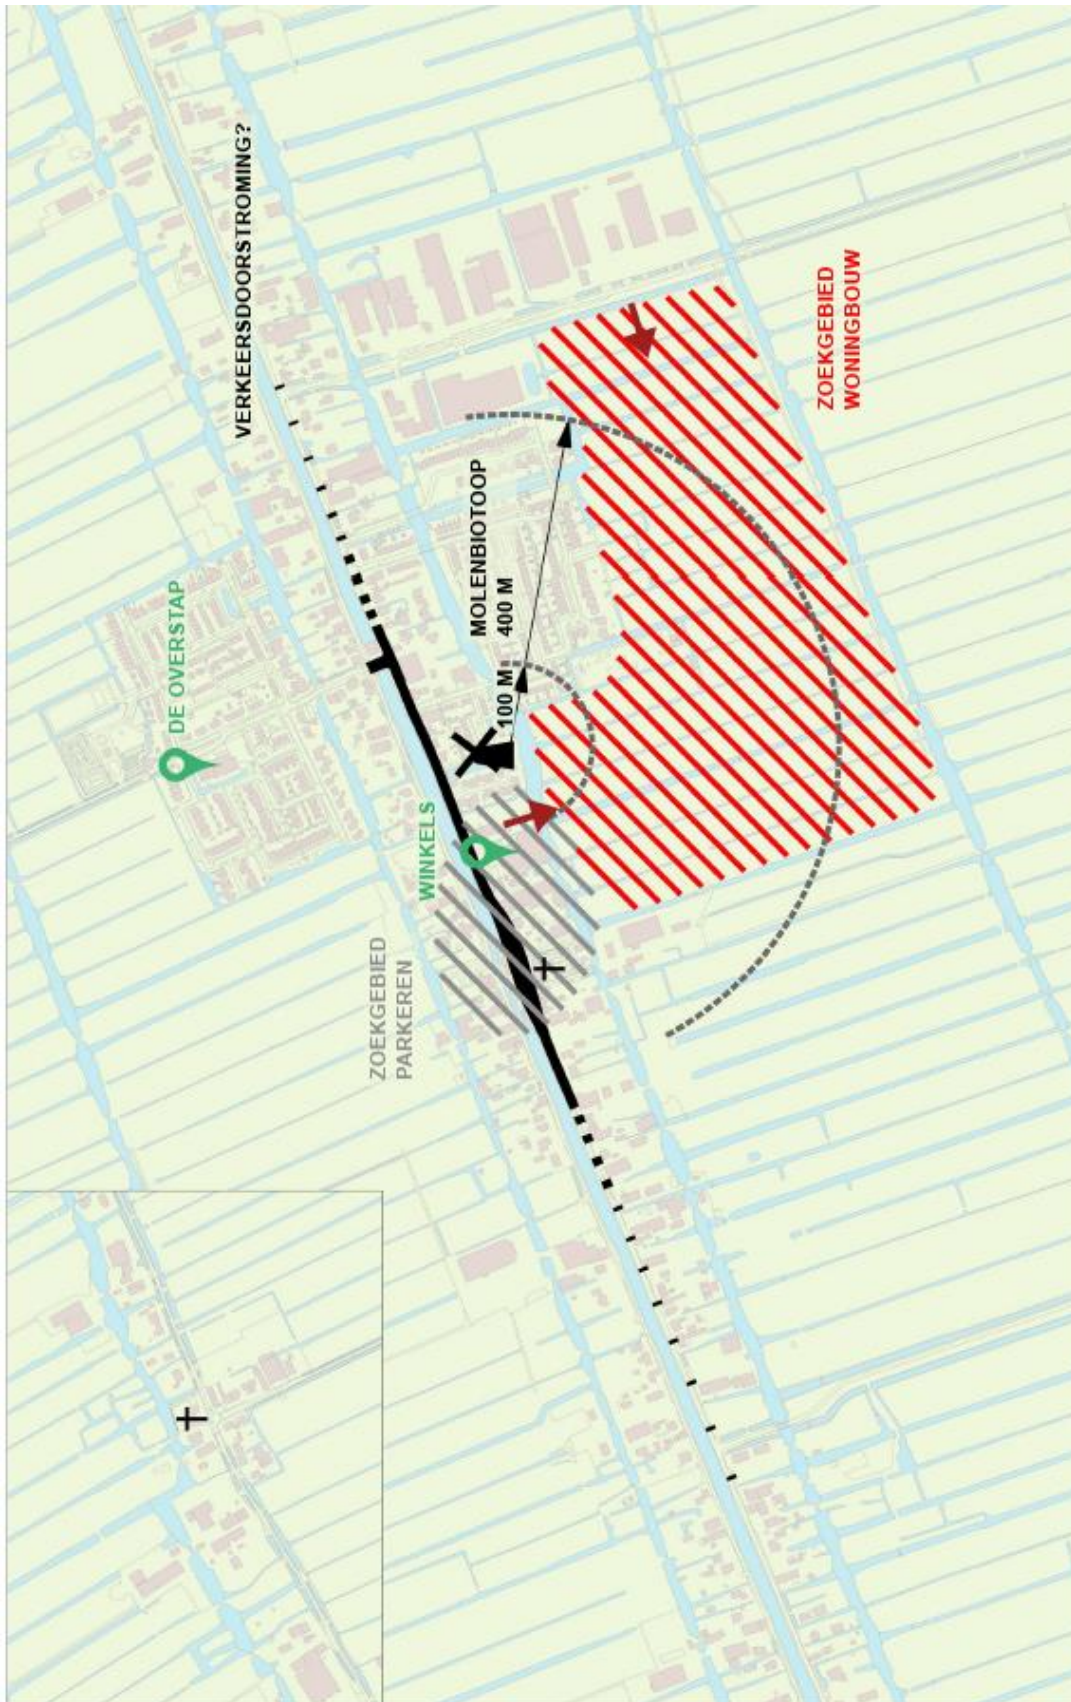 VERKEERSDOORSTROMING?
DE OVERSTAP
ZOEKGEBIED
WONINGBOUW
MOLENBIOTOOP
400 M
100 M
WINKELS
ZOEKGEBIED
PARKEREN